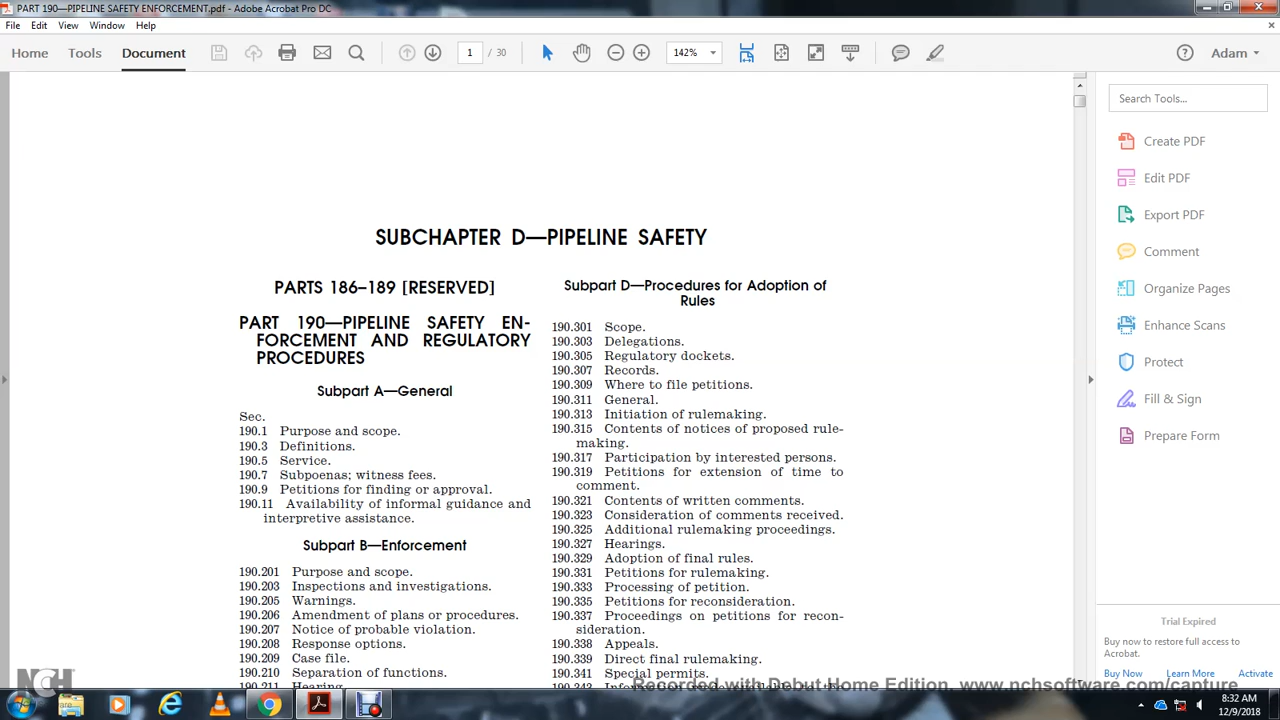 PART 190—PIPELINE SAFETY ENFORCEMENT.pdf - Adobe Acrobat Pro DC
File Edit View Window Help
Home Tools Document 1 / 30 142% Adam
Search Tools...
Create PDF
Edit PDF
Export PDF
Comment
Organize Pages
Enhance Scans
Protect
Fill & Sign
Prepare Form
Trial Expired
Buy now to restore full access to
Acrobat.
Buy Now Learn More Activate
SUBCHAPTER D—PIPELINE SAFETY
PARTS 186–189 [RESERVED]
PART 190—PIPELINE SAFETY EN-
FORCEMENT AND REGULATORY
PROCEDURES
Subpart A—General
Sec.
190.1 Purpose and scope.
190.3 Definitions.
190.5 Service.
190.7 Subpoenas; witness fees.
190.9 Petitions for finding or approval.
190.11 Availability of informal guidance and
interpretive assistance.
Subpart B—Enforcement
190.201 Purpose and scope.
190.203 Inspections and investigations.
190.205 Warnings.
190.206 Amendment of plans or procedures.
190.207 Notice of probable violation.
190.208 Response options.
190.209 Case file.
190.210 Separation of functions.
190.211 Hearing.
Subpart D—Procedures for Adoption of
Rules
190.301 Scope.
190.303 Delegations.
190.305 Regulatory dockets.
190.307 Records.
190.309 Where to file petitions.
190.311 General.
190.313 Initiation of rulemaking.
190.315 Contents of notices of proposed rule-
making.
190.317 Participation by interested persons.
190.319 Petitions for extension of time to
comment.
190.321 Contents of written comments.
190.323 Consideration of comments received.
190.325 Additional rulemaking proceedings.
190.327 Hearings.
190.329 Adoption of final rules.
190.331 Petitions for rulemaking.
190.333 Processing of petition.
190.335 Petitions for reconsideration.
190.337 Proceedings on petitions for recon-
sideration.
190.338 Appeals.
190.339 Direct final rulemaking.
190.341 Special permits.
NCH
Recorded with Debut Home Edition. www.nchsoftware.com/capture
8:32 AM
12/9/2018